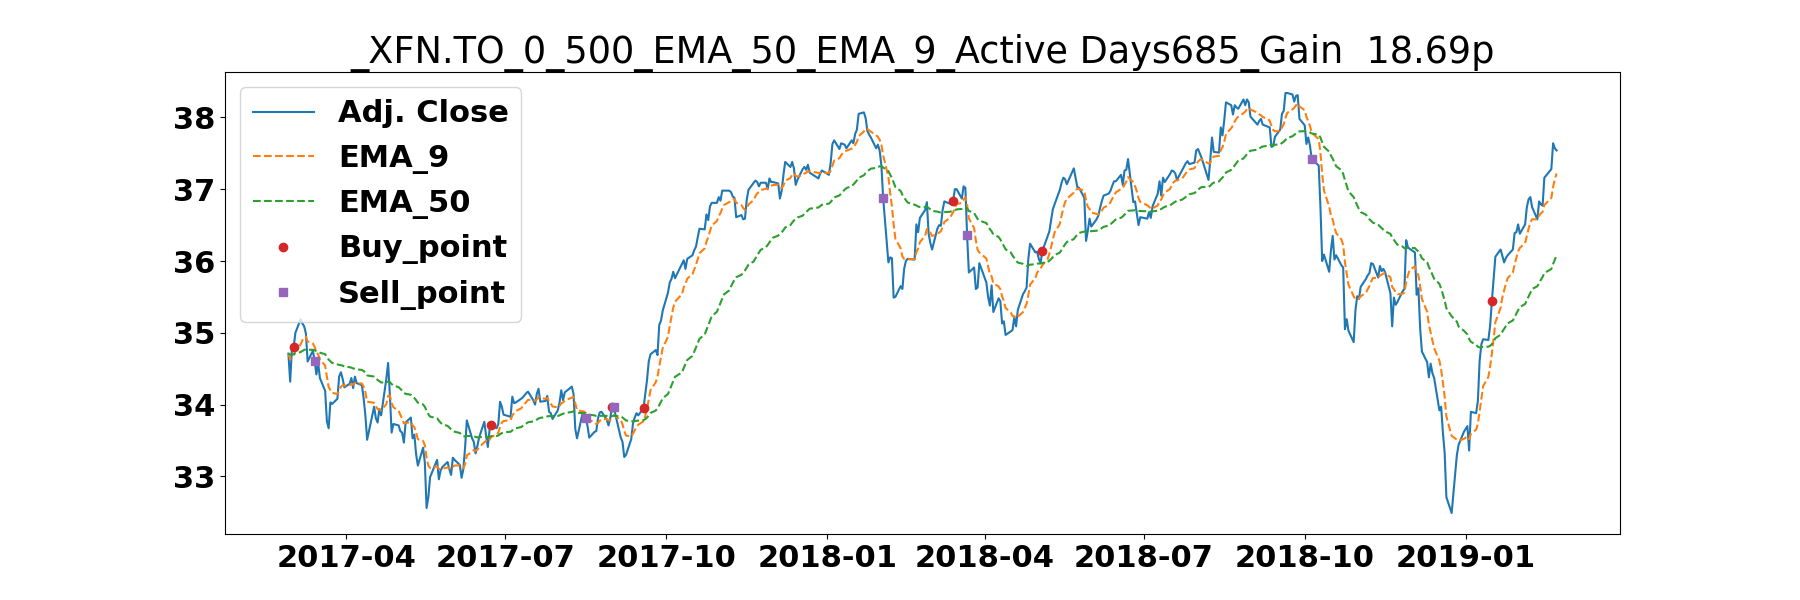 _XFN.TO_0_500_EMA_50_EMA_9_Active Days685_Gain  18.69p
Adj. Close
EMA_9
EMA_50
Buy_point
Sell_point
38
37
36
35
34
33
2017-04 2017-07 2017-10 2018-01 2018-04 2018-07 2018-10 2019-01